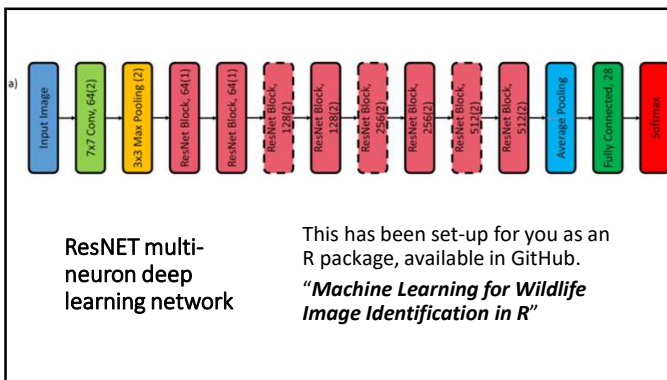 a)
Input Image
7x7 Conv, 64(2)
3x3 Max Pooling (2)
ResNet Block, 64(1)
ResNet Block, 64(1)
ResNet Block,
128(2)
ResNet Block,
128(2)
ResNet Block,
256(2)
ResNet Block,
256(2)
ResNet Block,
512(2)
ResNet Block,
512(2)
Average Pooling
Fully Connected, 28
Softmax
ResNET multi-
neuron deep
learning network
This has been set-up for you as an
R package, available in GitHub.
“Machine Learning for Wildlife
Image Identification in R”